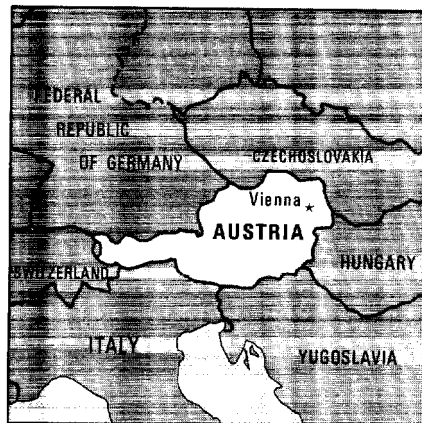 FEDERAL
REPUBLIC
OF GERMANY
CZECHOSLOVAKIA
Vienna
AUSTRIA
HUNGARY
SWITZERLAND
ITALY
YUGOSLAVIA